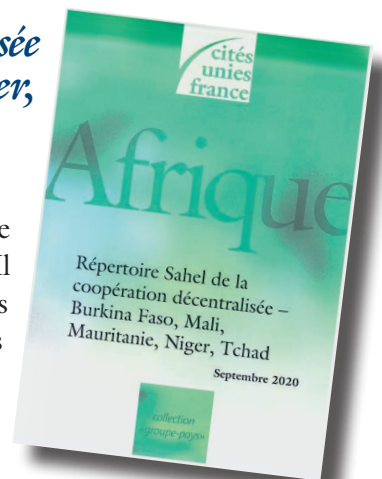 sée
er,
e
Il
s
s
cités
unies
france
Afrique
Répertoire Sahel de la
coopération décentralisée –
Burkina Faso, Mali,
Mauritanie, Niger, Tchad
Septembre 2020
collection
«groupe-pays»